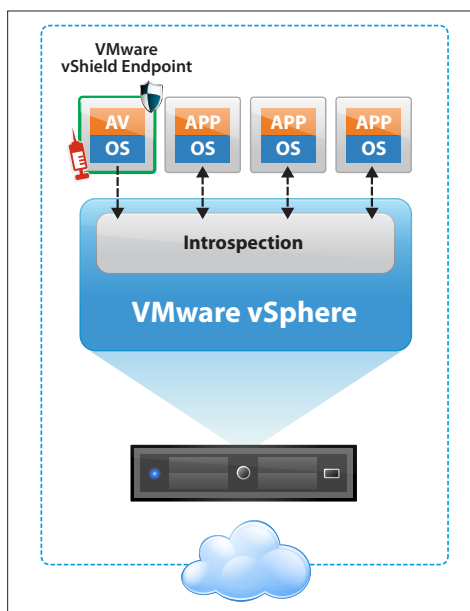 VMware
vShield Endpoint
AV
OS
APP
OS
APP
OS
APP
OS
Introspection
VMware vSphere